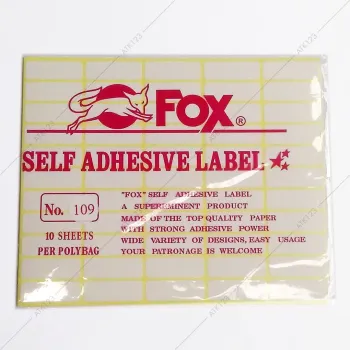 FOX®
SELF ADHESIVE LABEL
No. 109
10 SHEETS
PER POLYBAG
"FOX" SELF ADHESIVE LABEL
A SUPEREMINENT PRODUCT
MADE OF THE TOP QUALITY PAPER
WITH STRONG ADHESIVE POWER
WIDE VARIETY OF DESIGNS, EASY USAGE
YOUR PATRONAGE IS WELCOME